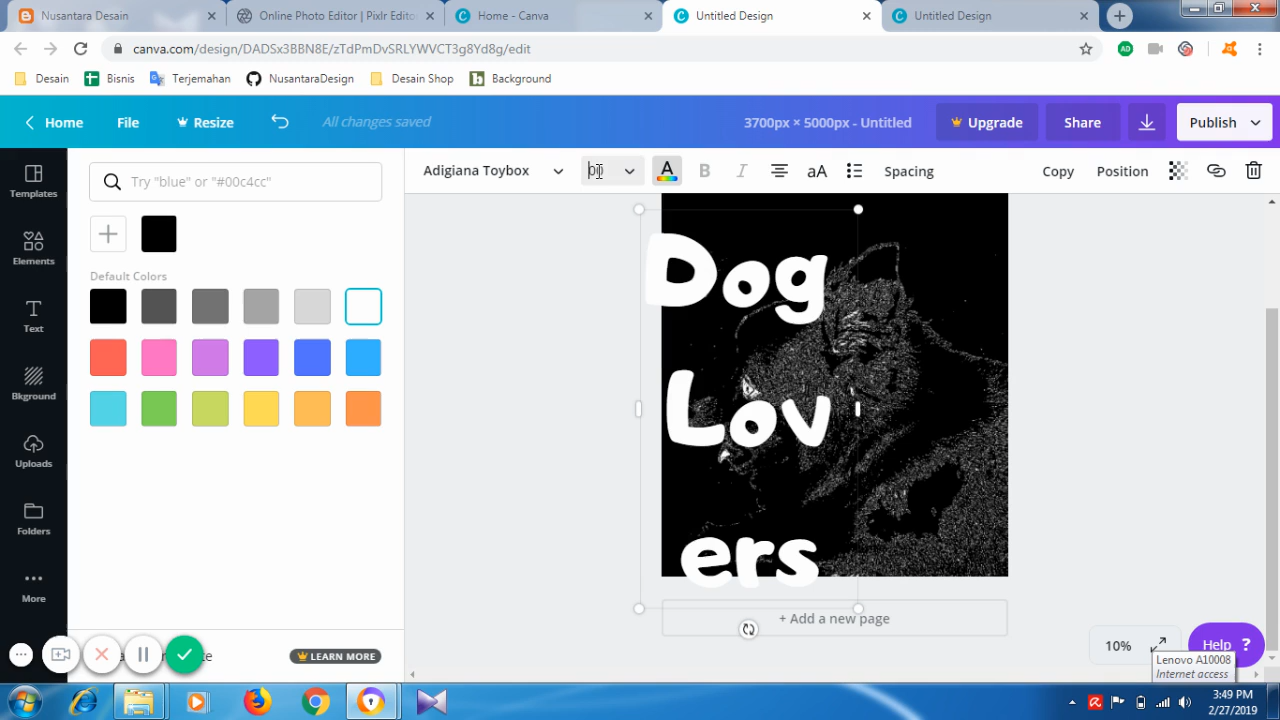 Nusantara Desain
Online Photo Editor | Pixlr Editor
Home - Canva
Untitled Design
Untitled Design
canva.com/design/DADSx3BBN8E/zTdPmDvSRLYWVCT3g8Yd8g/edit
AD
Desain
Bisnis
Terjemahan
NusantaraDesign
Desain Shop
Background
Home
File
Resize
All changes saved
3700px × 5000px - Untitled
Upgrade
Share
Publish
Templates
Elements
Text
Bkground
Uploads
Folders
More
Try "blue" or "#00c4cc"
Default Colors
LEARN MORE
Adigiana Toybox
A
B
I
aA
Spacing
Copy
Position
Dog
Lov
ers
+ Add a new page
10%
Help ?
Lenovo A10008
Internet access
3:49 PM
2/27/2019